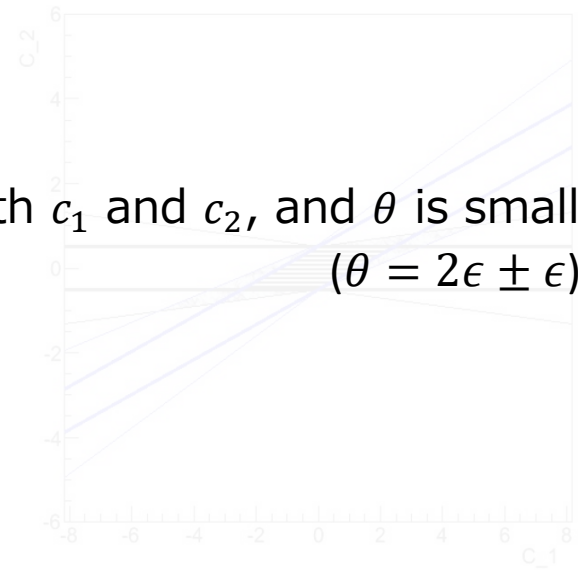 6
C_2
4
2
th c₁ and c₂, and θ is small
0
(θ = 2ϵ ± ϵ)
-2
-4
-6
-8 -6 -4 -2 0 2 4 6 8
C_1